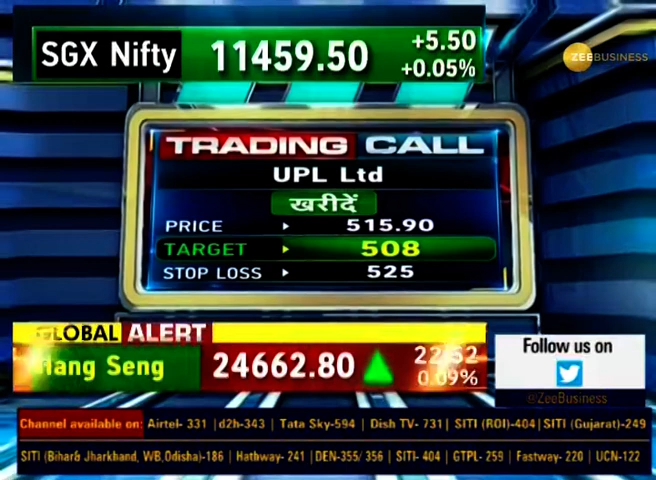 SGX Nifty 11459.50 +5.50
+0.05%
ZEEBUSINESS
TRADING CALL
UPL Ltd
खरीदें
PRICE 515.90
TARGET 508
STOP LOSS 525
GLOBAL ALERT
Hang Seng 24662.80 22.52
0.09%
Follow us on
@ZeeBusiness
Channel available on: Airtel- 331 | d2h-343 | Tata Sky-594 | Dish TV- 731 | SITI (ROI)-404 | SITI (Gujarat)-249
SITI (Bihar& Jharkhand, WB,Odisha)-186 | Hathway- 241 |DEN-355/ 356 | SITI- 404 | GTPL- 259 | Fastway- 220 | UCN-122